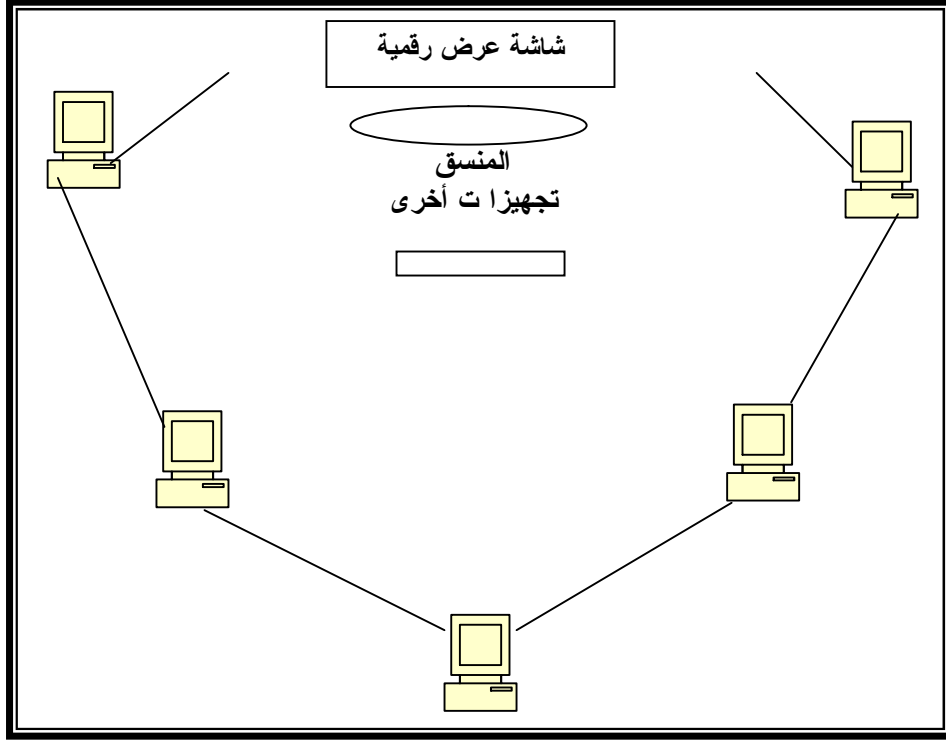 شاشة عرض رقمية
المنسق
تجهيزا ت أخرى